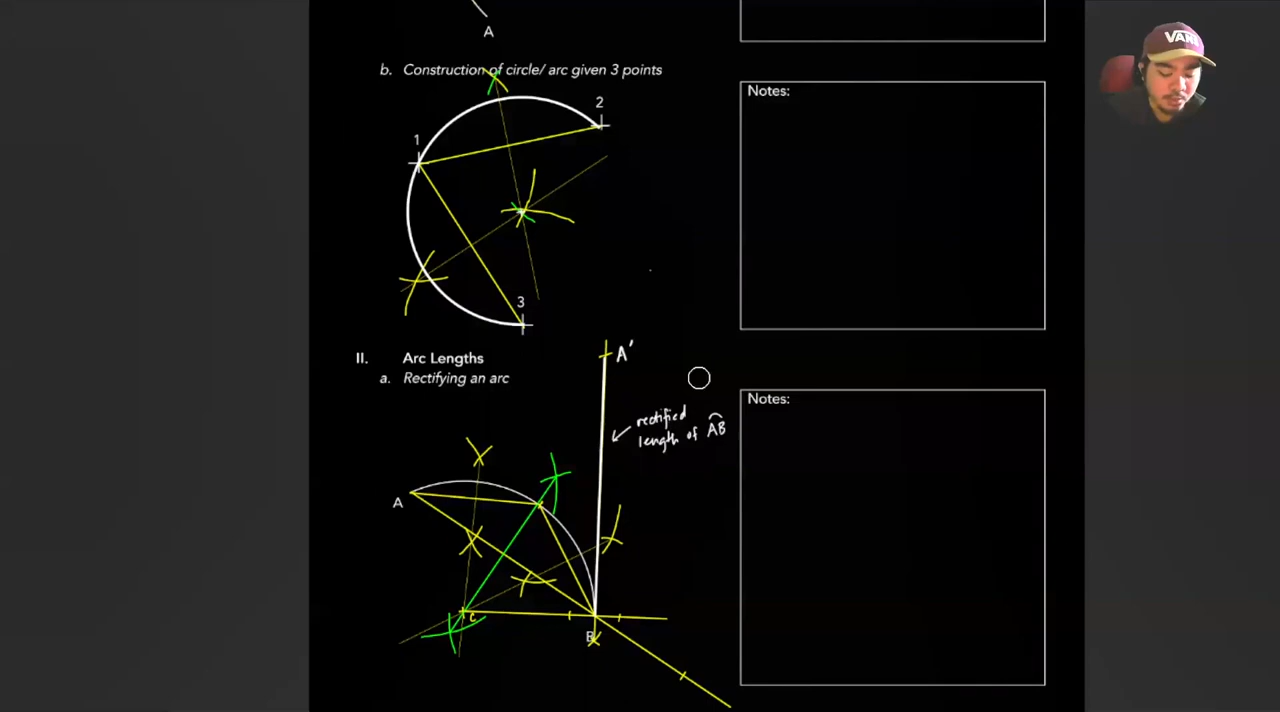 A
b. Construction of circle/ arc given 3 points
Notes:
2
1
3
II. Arc Lengths
a. Rectifying an arc
A'
rectified
length of AB
Notes:
A
C
B
VANS